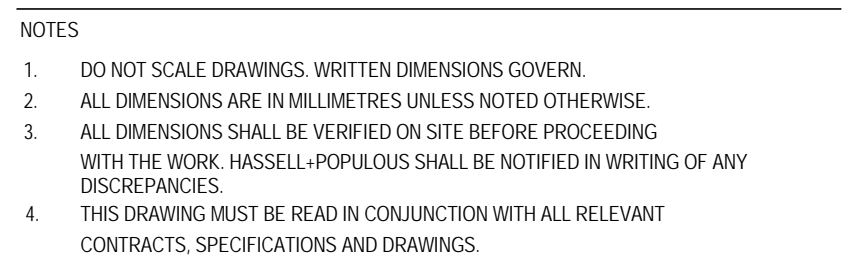 NOTES
1. DO NOT SCALE DRAWINGS. WRITTEN DIMENSIONS GOVERN.
2. ALL DIMENSIONS ARE IN MILLIMETRES UNLESS NOTED OTHERWISE.
3. ALL DIMENSIONS SHALL BE VERIFIED ON SITE BEFORE PROCEEDING
WITH THE WORK. HASSELL+POPULOUS SHALL BE NOTIFIED IN WRITING OF ANY
DISCREPANCIES.
4. THIS DRAWING MUST BE READ IN CONJUNCTION WITH ALL RELEVANT
CONTRACTS, SPECIFICATIONS AND DRAWINGS.